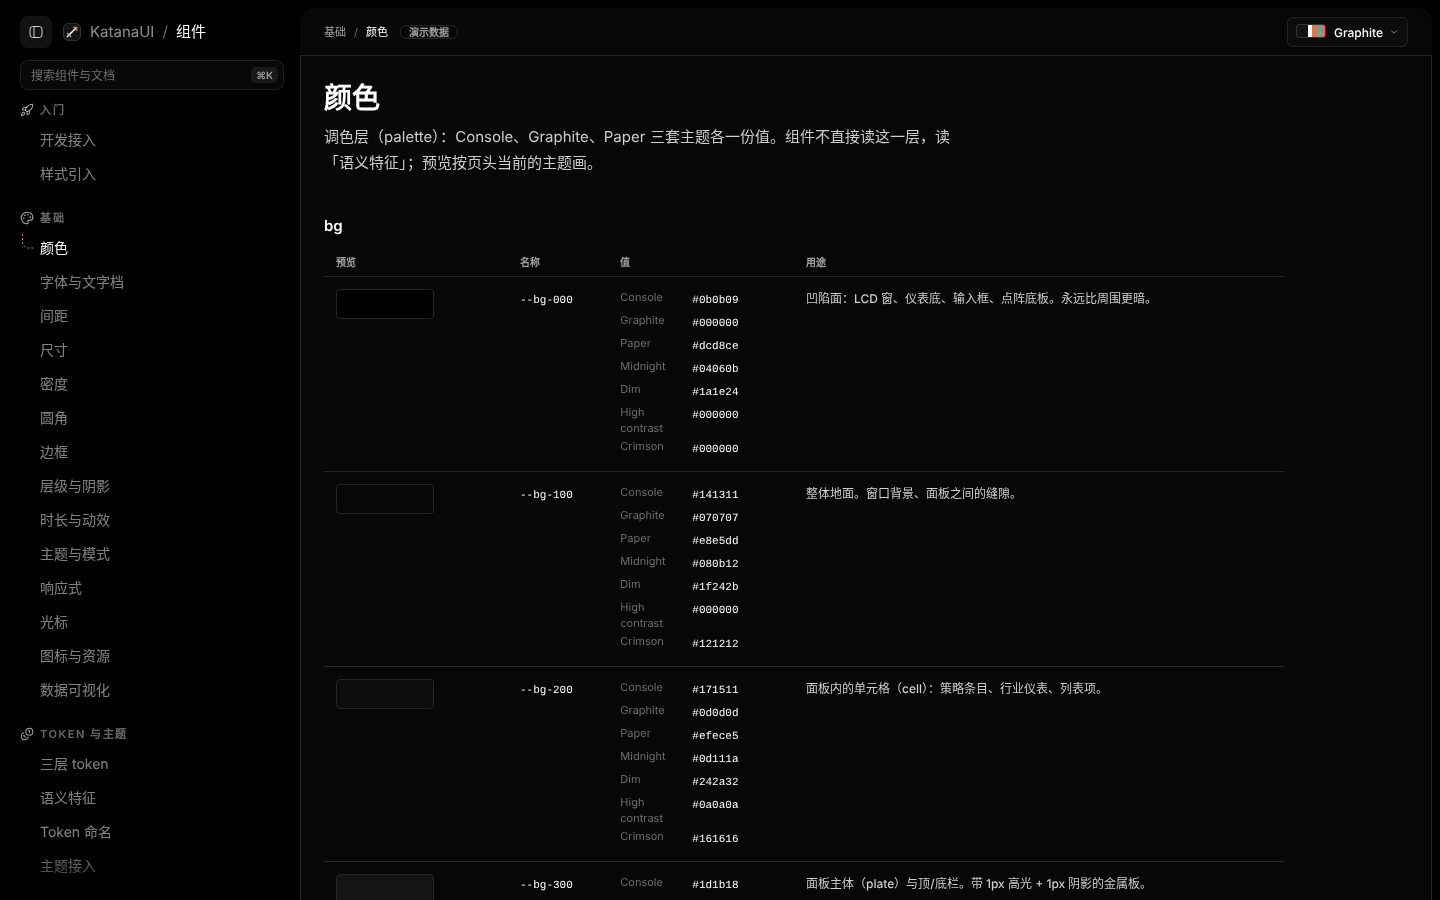 KatanaUI / 组件
搜索组件与文档 ⌘K
入门
开发接入
样式引入
基础
颜色
字体与文字档
间距
尺寸
密度
圆角
边框
层级与阴影
时长与动效
主题与模式
响应式
光标
图标与资源
数据可视化
TOKEN 与主题
三层 token
语义特征
Token 命名
主题接入
基础 / 颜色 演示数据
Graphite
颜色
调色层（palette）：Console、Graphite、Paper 三套主题各一份值。组件不直接读这一层，读
「语义特征」；预览按页头当前的主题画。
bg
预览 名称 值 用途
--bg-000 Console #0b0b09 凹陷面：LCD 窗、仪表底、输入框、点阵底板。永远比周围更暗。
Graphite #000000
Paper #dcd8ce
Midnight #04060b
Dim #1a1e24
High contrast #000000
Crimson #000000
--bg-100 Console #141311 整体地面。窗口背景、面板之间的缝隙。
Graphite #070707
Paper #e8e5dd
Midnight #080b12
Dim #1f242b
High contrast #000000
Crimson #121212
--bg-200 Console #171511 面板内的单元格（cell）：策略条目、行业仪表、列表项。
Graphite #0d0d0d
Paper #efece5
Midnight #0d111a
Dim #242a32
High contrast #0a0a0a
Crimson #161616
--bg-300 Console #1d1b18 面板主体（plate）与顶/底栏。带 1px 高光 + 1px 阴影的金属板。